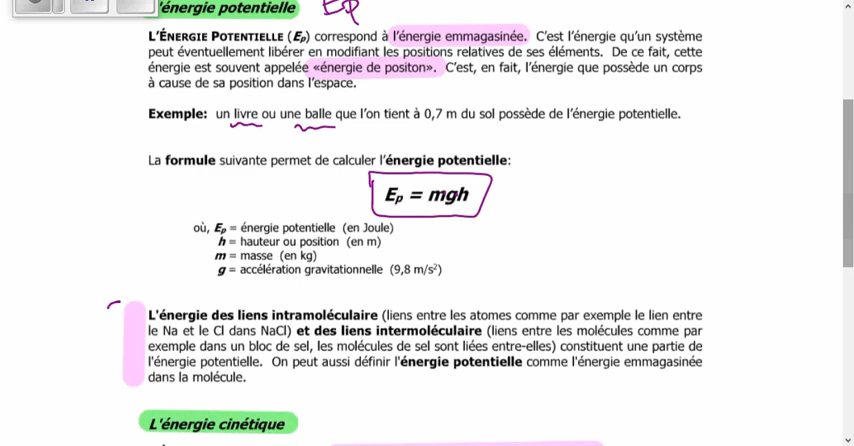 l'énergie potentielle Ep
L'ÉNERGIE POTENTIELLE (Ep) correspond à l'énergie emmagasinée. C'est l'énergie qu'un système
peut éventuellement libérer en modifiant les positions relatives de ses éléments. De ce fait, cette
énergie est souvent appelée «énergie de positon». C'est, en fait, l'énergie que possède un corps
à cause de sa position dans l'espace.
Exemple: un livre ou une balle que l'on tient à 0,7 m du sol possède de l'énergie potentielle.
La formule suivante permet de calculer l'énergie potentielle:
Ep = mgh
où, Ep = énergie potentielle (en Joule)
h = hauteur ou position (en m)
m = masse (en kg)
g = accélération gravitationnelle (9,8 m/s²)
L'énergie des liens intramoléculaire (liens entre les atomes comme par exemple le lien entre
le Na et le Cl dans NaCl) et des liens intermoléculaire (liens entre les molécules comme par
exemple dans un bloc de sel, les molécules de sel sont liées entre-elles) constituent une partie de
l'énergie potentielle. On peut aussi définir l'énergie potentielle comme l'énergie emmagasinée
dans la molécule.
L'énergie cinétique